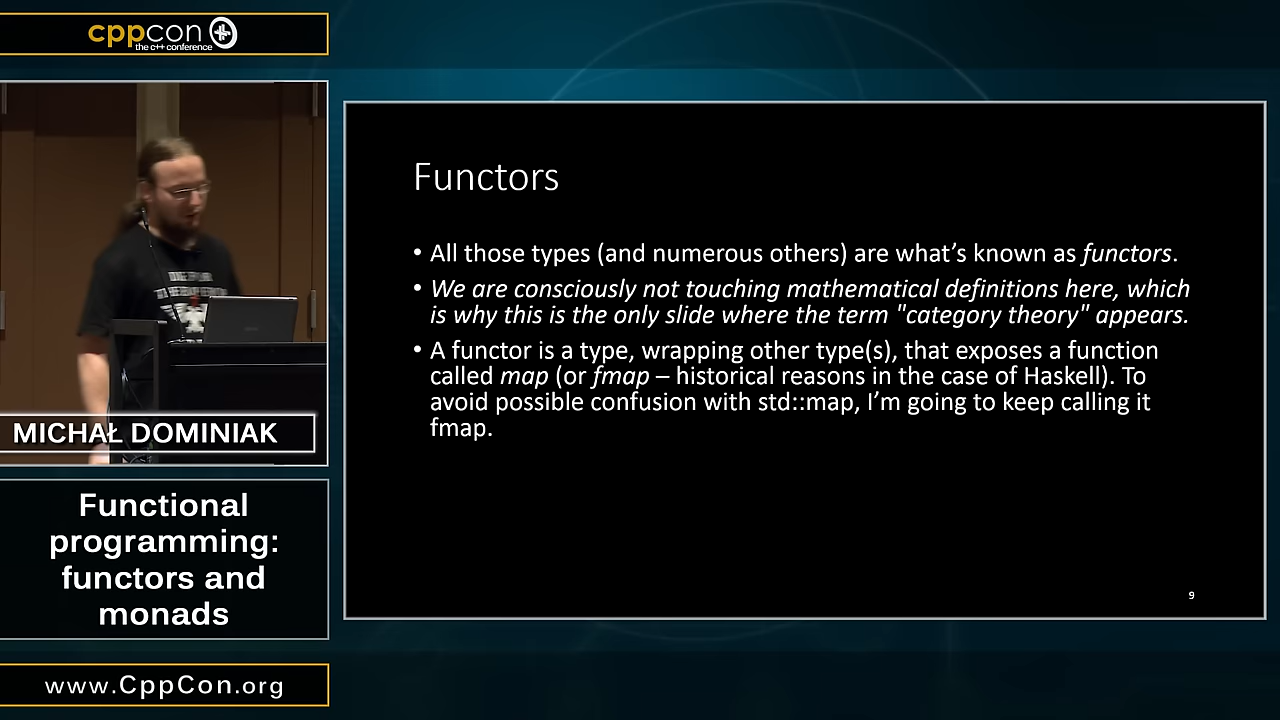 cppcon
the c++ conference
MICHAŁ DOMINIAK
Functional
programming:
functors and
monads
www.CppCon.org
Functors
• All those types (and numerous others) are what’s known as functors.
• We are consciously not touching mathematical definitions here, which
is why this is the only slide where the term "category theory" appears.
• A functor is a type, wrapping other type(s), that exposes a function
called map (or fmap – historical reasons in the case of Haskell). To
avoid possible confusion with std::map, I’m going to keep calling it
fmap.
9